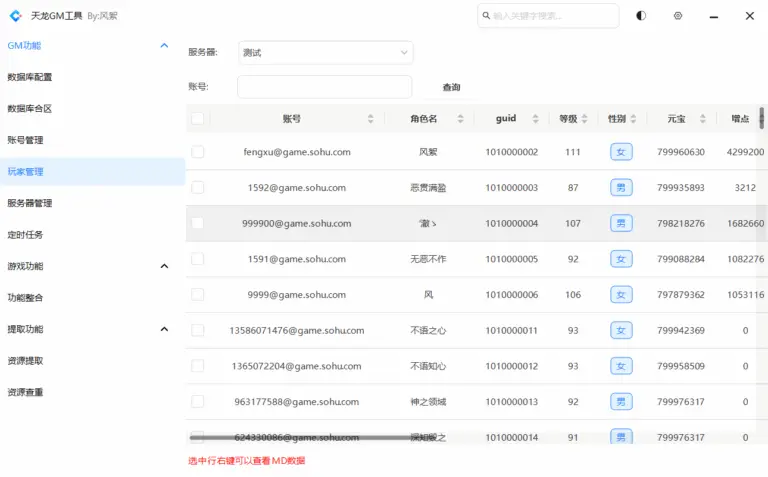 天龙GM工具 By:风絮
输入关键字搜索...
GM功能
数据库配置
数据库合区
账号管理
玩家管理
服务器管理
定时任务
游戏功能
功能整合
提取功能
资源提取
资源查重
服务器: 测试
账号: 查询
账号 角色名 guid 等级 性别 元宝 增点
fengxu@game.sohu.com 风絮 1010000002 111 女 799960630 4299200
1592@game.sohu.com 恶贯满盈 1010000003 87 男 799935893 3212
999900@game.sohu.com 1010000004 107 男 798218276 1682660
1591@game.sohu.com 无恶不作 1010000005 92 女 799088284 1082276
9999@game.sohu.com 风 1010000006 106 女 797879362 1053116
13586071476@game.sohu.com 不语之心 1010000011 93 女 799942369 0
1365072204@game.sohu.com 不语知心 1010000012 93 女 799958509 0
963177588@game.sohu.com 神之领域 1010000013 92 男 799976317 0
624330086@game.sohu.com 深知毁之 1010000014 91 男 799976317 0
选中行右键可以查看MD数据